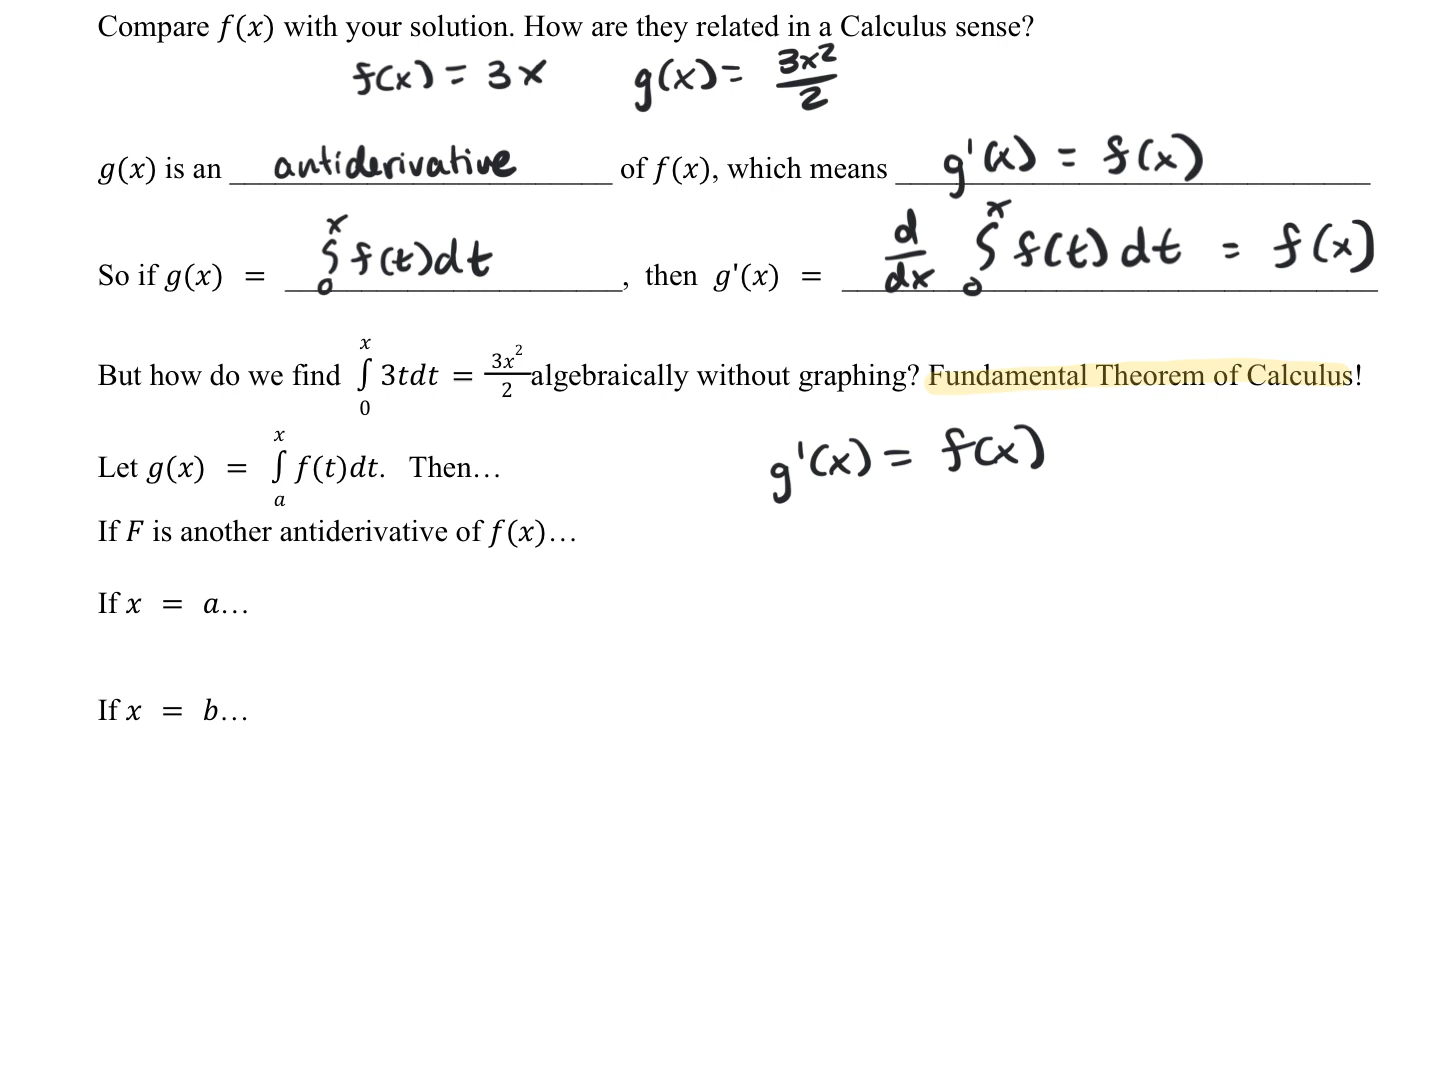 Compare f(x) with your solution. How are they related in a Calculus sense?
f(x) = 3x    g(x) = 3x²/2
g(x) is an antiderivative of f(x), which means g'(x) = f(x)
So if g(x) = ∫₀ˣ f(t)dt, then g'(x) = d/dx ∫₀ˣ f(t)dt = f(x)
But how do we find ∫₀ˣ 3tdt = 3x²/2 algebraically without graphing? Fundamental Theorem of Calculus!
Let g(x) = ∫ₐˣ f(t)dt. Then… g'(x) = f(x)
If F is another antiderivative of f(x)…
If x = a…
If x = b…